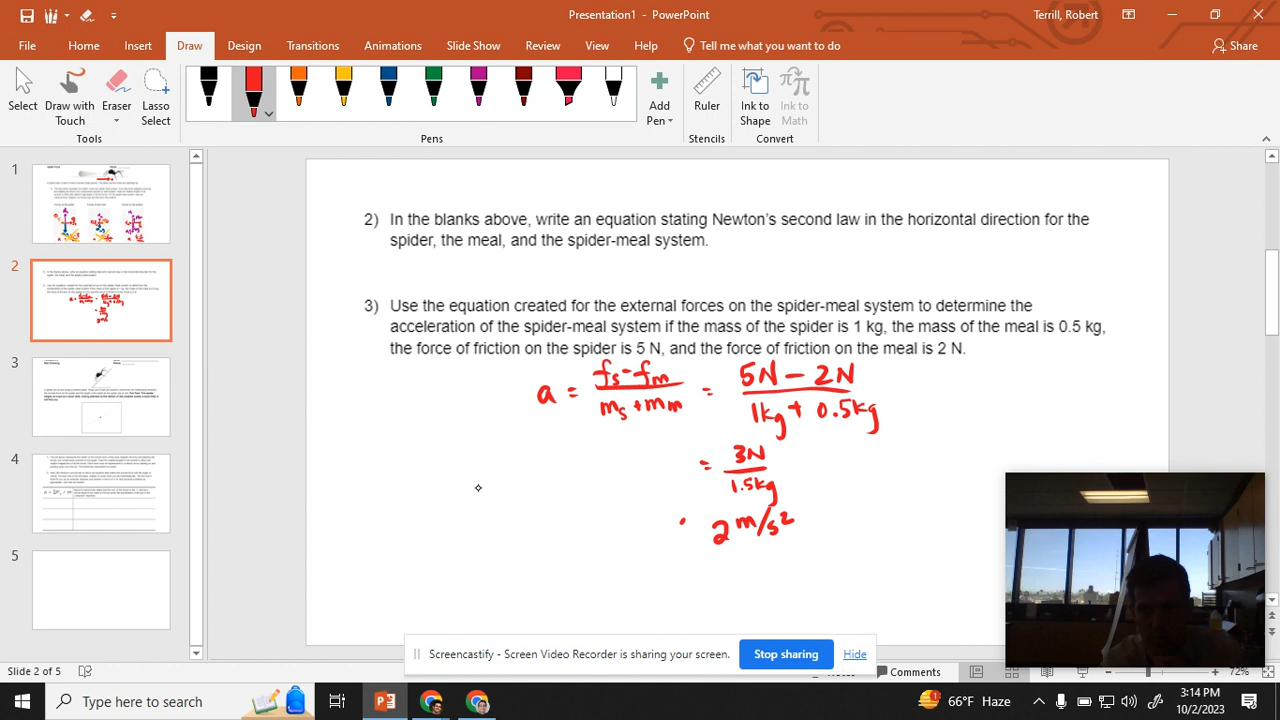 Presentation1 - PowerPoint
Terrill, Robert
File Home Insert Draw Design Transitions Animations Slide Show Review View Help Tell me what you want to do Share
Select Draw with Touch Eraser Lasso Select
Add Pen Ruler Ink to Shape Ink to Math
Tools Pens Stencils Convert
1
2
3
4
5
2) In the blanks above, write an equation stating Newton's second law in the horizontal direction for the
spider, the meal, and the spider-meal system.
3) Use the equation created for the external forces on the spider-meal system to determine the
acceleration of the spider-meal system if the mass of the spider is 1 kg, the mass of the meal is 0.5 kg,
the force of friction on the spider is 5 N, and the force of friction on the meal is 2 N.
a = fs - fm / ms + mm = 5N - 2N / 1kg + 0.5kg
= 3N / 1.5kg
2 m/s²
Screencastify - Screen Video Recorder is sharing your screen. Stop sharing Hide
Slide 2 of 5 Comments 72%
Type here to search
66°F Haze
3:14 PM
10/2/2023